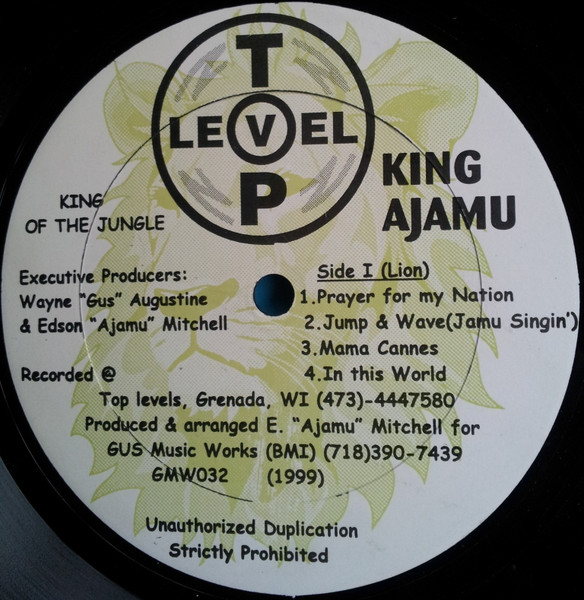 TOP
LEVEL
KING
AJAMU
KING
OF THE JUNGLE
Executive Producers:
Wayne "Gus" Augustine
& Edson "Ajamu" Mitchell
Side I (Lion)
1.Prayer for my Nation
2.Jump & Wave(Jamu Singin')
3.Mama Cannes
4.In this World
Recorded @
Top levels, Grenada, WI (473)-4447580
Produced & arranged E. "Ajamu" Mitchell for
GUS Music Works (BMI) (718)390-7439
GMW032 (1999)
Unauthorized Duplication
Strictly Prohibited